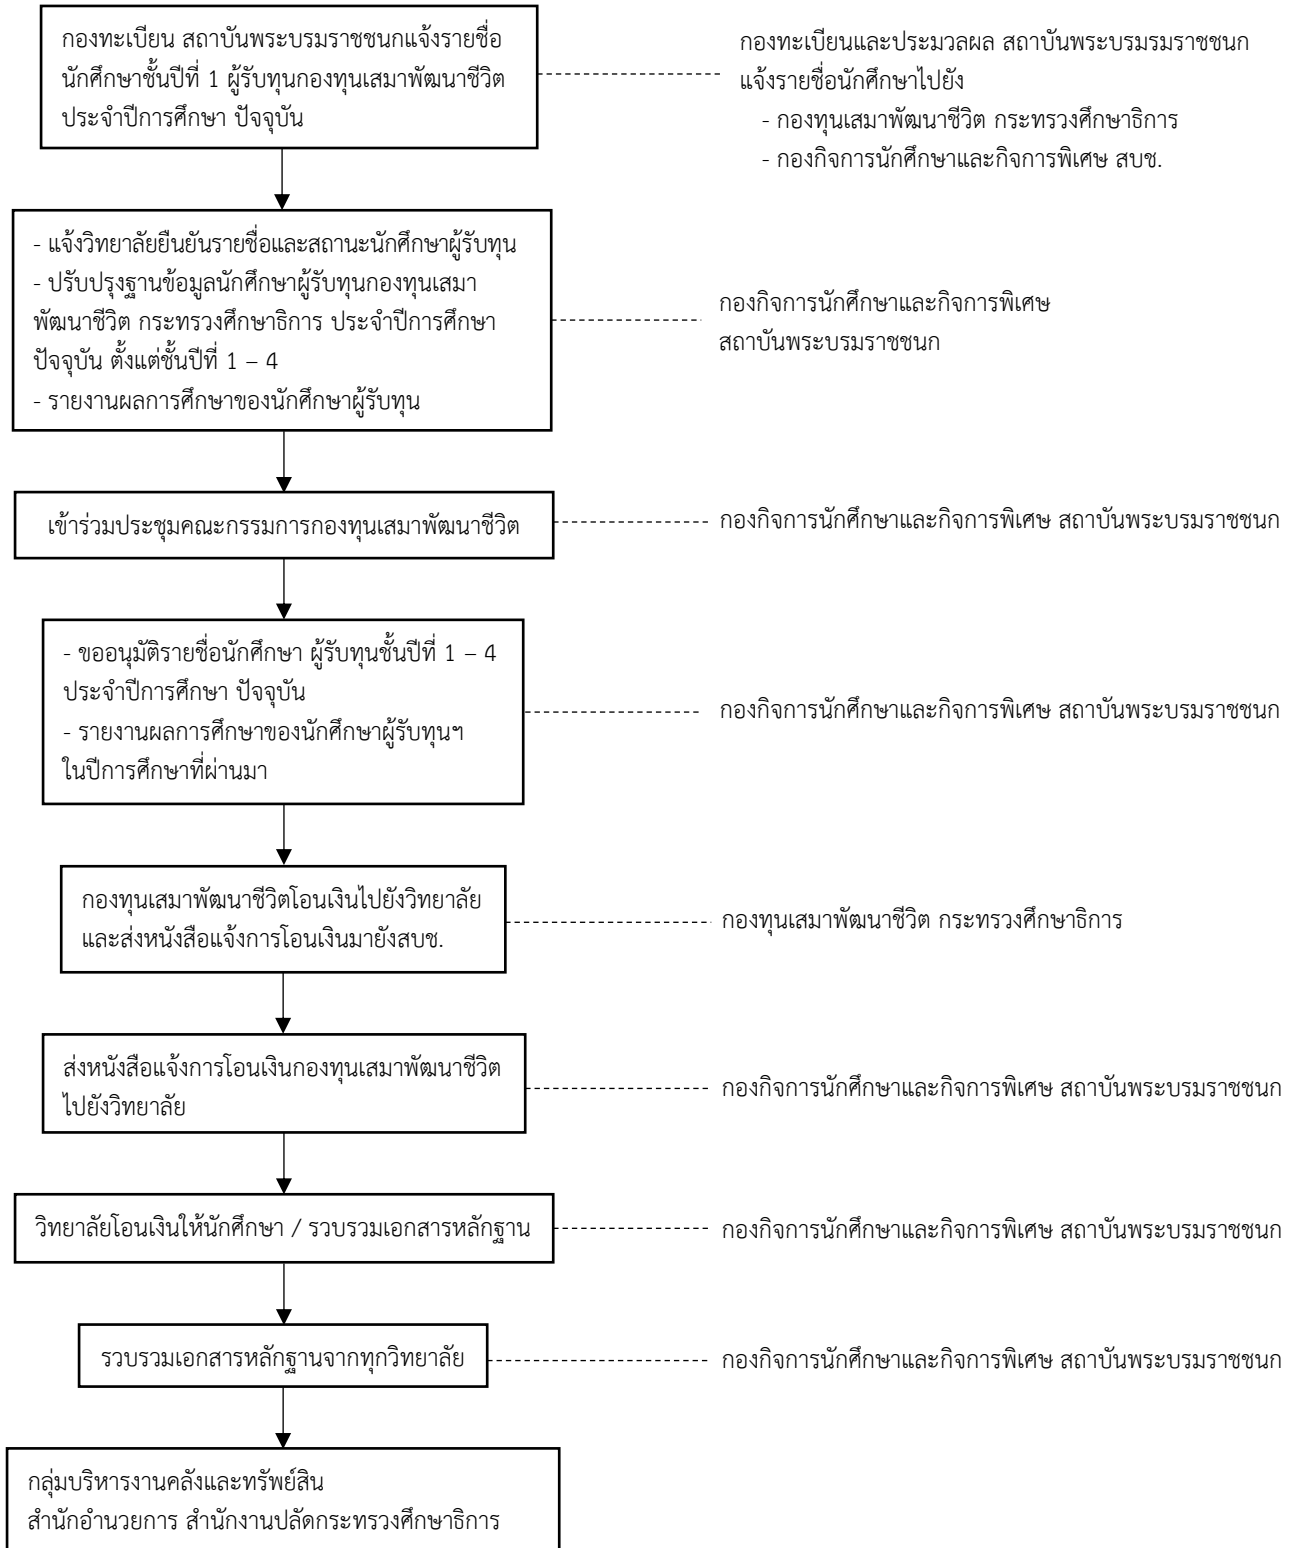 กองทะเบียน สถาบันพระบรมราชชนกแจ้งรายชื่อ
นักศึกษาชั้นปีที่ 1 ผู้รับทุนกองทุนเสมาพัฒนาชีวิต
ประจำปีการศึกษา ปัจจุบัน
กองทะเบียนและประมวลผล สถาบันพระบรมรมราชชนก
แจ้งรายชื่อนักศึกษาไปยัง
- กองทุนเสมาพัฒนาชีวิต กระทรวงศึกษาธิการ
- กองกิจการนักศึกษาและกิจการพิเศษ สบช.
- แจ้งวิทยาลัยยืนยันรายชื่อและสถานะนักศึกษาผู้รับทุน
- ปรับปรุงฐานข้อมูลนักศึกษาผู้รับทุนกองทุนเสมา
พัฒนาชีวิต กระทรวงศึกษาธิการ ประจำปีการศึกษา
ปัจจุบัน ตั้งแต่ชั้นปีที่ 1 – 4
- รายงานผลการศึกษาของนักศึกษาผู้รับทุน
กองกิจการนักศึกษาและกิจการพิเศษ
สถาบันพระบรมราชชนก
เข้าร่วมประชุมคณะกรรมการกองทุนเสมาพัฒนาชีวิต
กองกิจการนักศึกษาและกิจการพิเศษ สถาบันพระบรมราชชนก
- ขออนุมัติรายชื่อนักศึกษา ผู้รับทุนชั้นปีที่ 1 – 4
ประจำปีการศึกษา ปัจจุบัน
- รายงานผลการศึกษาของนักศึกษาผู้รับทุนฯ
ในปีการศึกษาที่ผ่านมา
กองกิจการนักศึกษาและกิจการพิเศษ สถาบันพระบรมราชชนก
กองทุนเสมาพัฒนาชีวิตโอนเงินไปยังวิทยาลัย
และส่งหนังสือแจ้งการโอนเงินมายังสบช.
กองทุนเสมาพัฒนาชีวิต กระทรวงศึกษาธิการ
ส่งหนังสือแจ้งการโอนเงินกองทุนเสมาพัฒนาชีวิต
ไปยังวิทยาลัย
กองกิจการนักศึกษาและกิจการพิเศษ สถาบันพระบรมราชชนก
วิทยาลัยโอนเงินให้นักศึกษา / รวบรวมเอกสารหลักฐาน
กองกิจการนักศึกษาและกิจการพิเศษ สถาบันพระบรมราชชนก
รวบรวมเอกสารหลักฐานจากทุกวิทยาลัย
กองกิจการนักศึกษาและกิจการพิเศษ สถาบันพระบรมราชชนก
กลุ่มบริหารงานคลังและทรัพย์สิน
สำนักอำนวยการ สำนักงานปลัดกระทรวงศึกษาธิการ